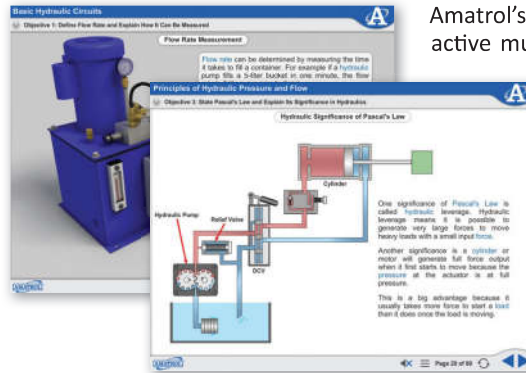 Amatrol's
active mu
Basic Hydraulic Circuits
Objective 1: Define Flow Rate and Explain How It Can Be Measured
Flow Rate Measurement
Flow rate can be determined by measuring the time
it takes to fill a container. For example if a hydraulic
pump fills a 5-liter bucket in one minute, the flow
Principles of Hydraulic Pressure and Flow
Objective 3: State Pascal's Law and Explain Its Significance in Hydraulics
Hydraulic Significance of Pascal's Law
Cylinder
Hydraulic Pump
Relief Valve
DCV
One significance of Pascal's Law is
called hydraulic leverage. Hydraulic
leverage means it is possible to
generate very large forces to move
heavy loads with a small input force.
Another significance is a cylinder or
motor will generate full force output
when it first starts to move because the
pressure at the actuator is at full
pressure.
This is a big advantage because it
usually takes more force to start a load
than it does once the load is moving.
AMATROL
AMATROL
Page 28 of 98